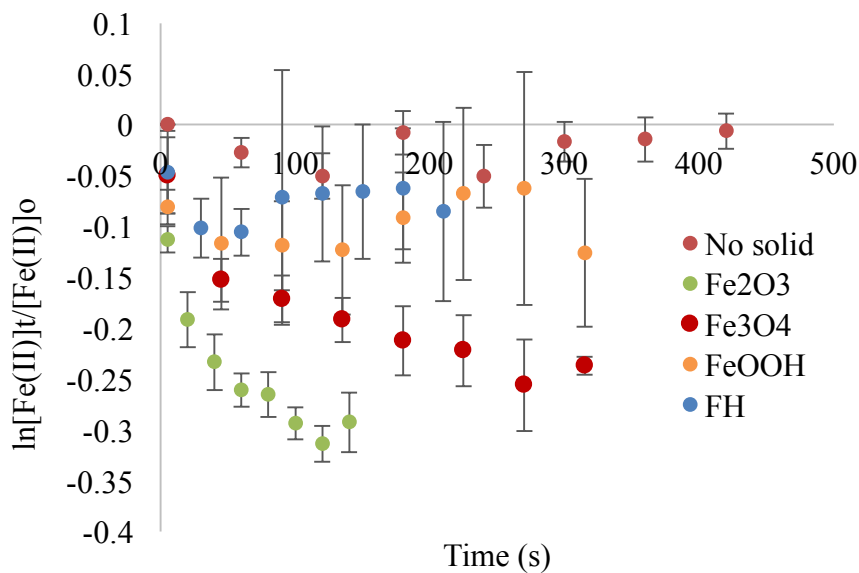 0.1
0.05
0
-0.05
-0.1
-0.15
-0.2
-0.25
-0.3
-0.35
-0.4
0 100 200 300 400 500
ln[Fe(II)]t/[Fe(II)]o
Time (s)
No solid
Fe2O3
Fe3O4
FeOOH
FH